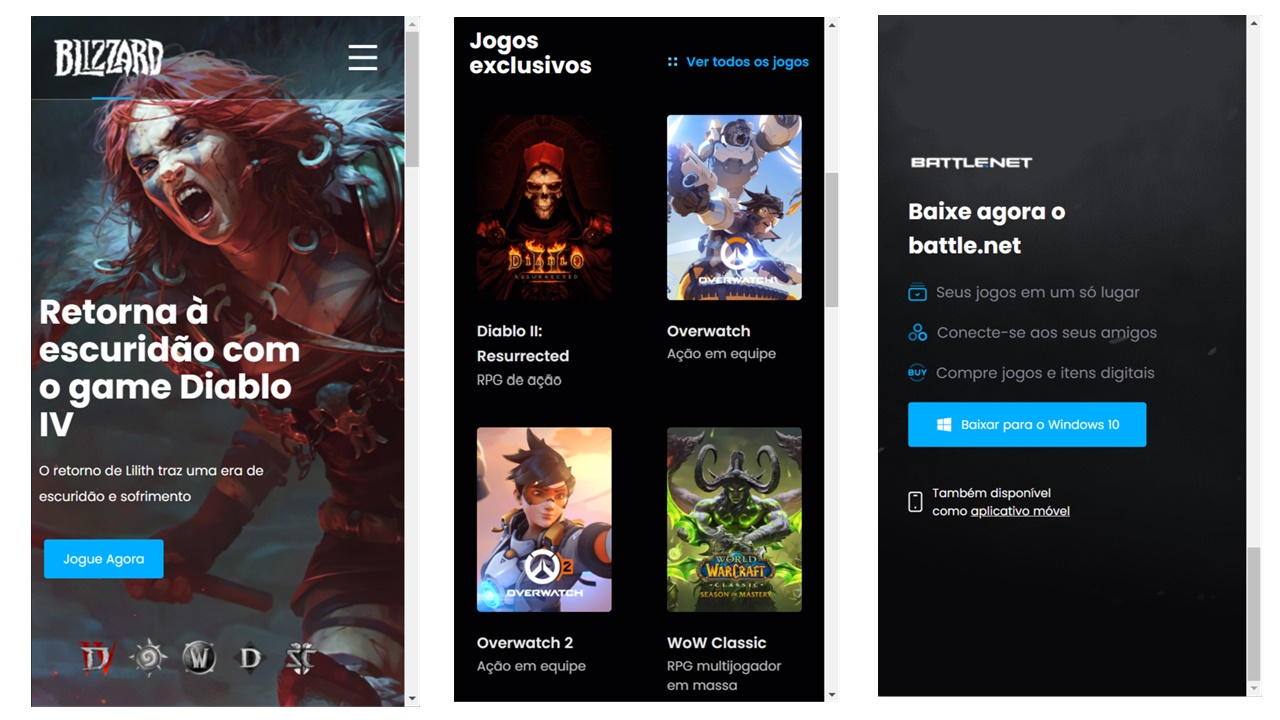 BLIZZARD
Retorna à
escuridão com
o game Diablo
IV
O retorno de Lilith traz uma era de
escuridão e sofrimento
Jogue Agora
D W D SC
Jogos
exclusivos
Ver todos os jogos
DIABLO
II
RESURRECTED
OVERWATCH
Diablo II:
Resurrected
RPG de ação
Overwatch
Ação em equipe
2
OVERWATCH
WORLD
WARCRAFT
CLASSIC
SEASON OF MASTERY
Overwatch 2
Ação em equipe
WoW Classic
RPG multijogador
em massa
BATTLE.NET
Baixe agora o
battle.net
Seus jogos em um só lugar
Conecte-se aos seus amigos
BUY Compre jogos e itens digitais
Baixar para o Windows 10
Também disponível
como aplicativo móvel